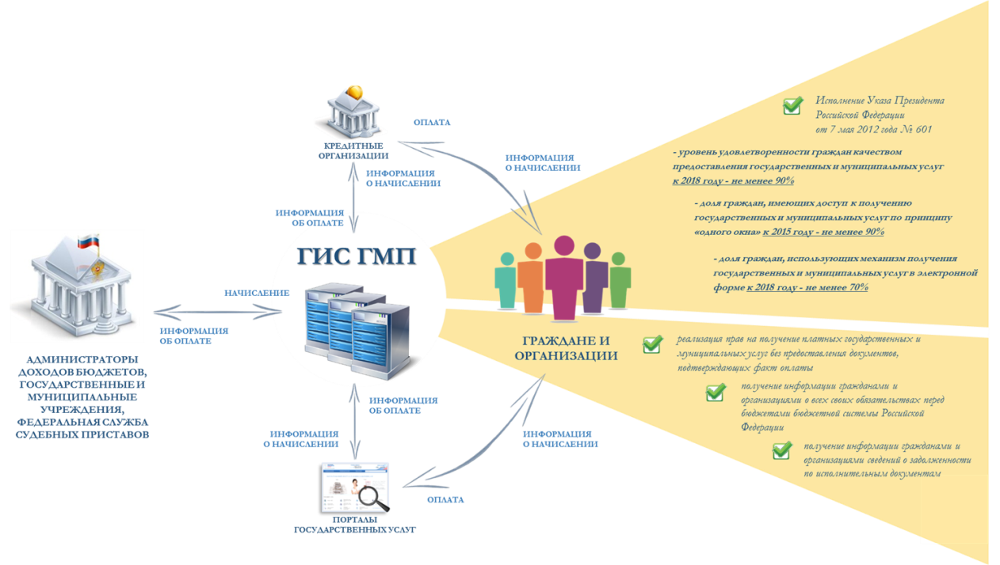 ОПЛАТА
КРЕДИТНЫЕ
ОРГАНИЗАЦИИ
ИНФОРМАЦИЯ
О НАЧИСЛЕНИИ
ИНФОРМАЦИЯ
О НАЧИСЛЕНИИ
ИНФОРМАЦИЯ
ОБ ОПЛАТЕ
ГИС ГМП
НАЧИСЛЕНИЕ
ИНФОРМАЦИЯ
ОБ ОПЛАТЕ
АДМИНИСТРАТОРЫ
ДОХОДОВ БЮДЖЕТОВ,
ГОСУДАРСТВЕННЫЕ И
МУНИЦИПАЛЬНЫЕ
УЧРЕЖДЕНИЯ,
ФЕДЕРАЛЬНАЯ СЛУЖБА
СУДЕБНЫХ ПРИСТАВОВ
ИНФОРМАЦИЯ
ОБ ОПЛАТЕ
ИНФОРМАЦИЯ
О НАЧИСЛЕНИИ
ИНФОРМАЦИЯ
О НАЧИСЛЕНИИ
ОПЛАТА
ПОРТАЛЫ
ГОСУДАРСТВЕННЫХ УСЛУГ
ГРАЖДАНЕ И
ОРГАНИЗАЦИИ
Исполнение Указа Президента
Российской Федерации
от 7 мая 2012 года № 601
- уровень удовлетворенности граждан качеством
предоставления государственных и муниципальных услуг
к 2018 году - не менее 90%
- доля граждан, имеющих доступ к получению
государственных и муниципальных услуг по принципу
«одного окна» к 2015 году - не менее 90%
- доля граждан, использующих механизм получения
государственных и муниципальных услуг в электронной
форме к 2018 году - не менее 70%
реализация прав на получение платных государственных и
муниципальных услуг без предоставления документов,
подтверждающих факт оплаты
получение информации гражданами и
организациями о всех своих обязательствах перед
бюджетами бюджетной системы Российской
Федерации
получение информации гражданами и
организациями сведений о задолженности
по исполнительным документам